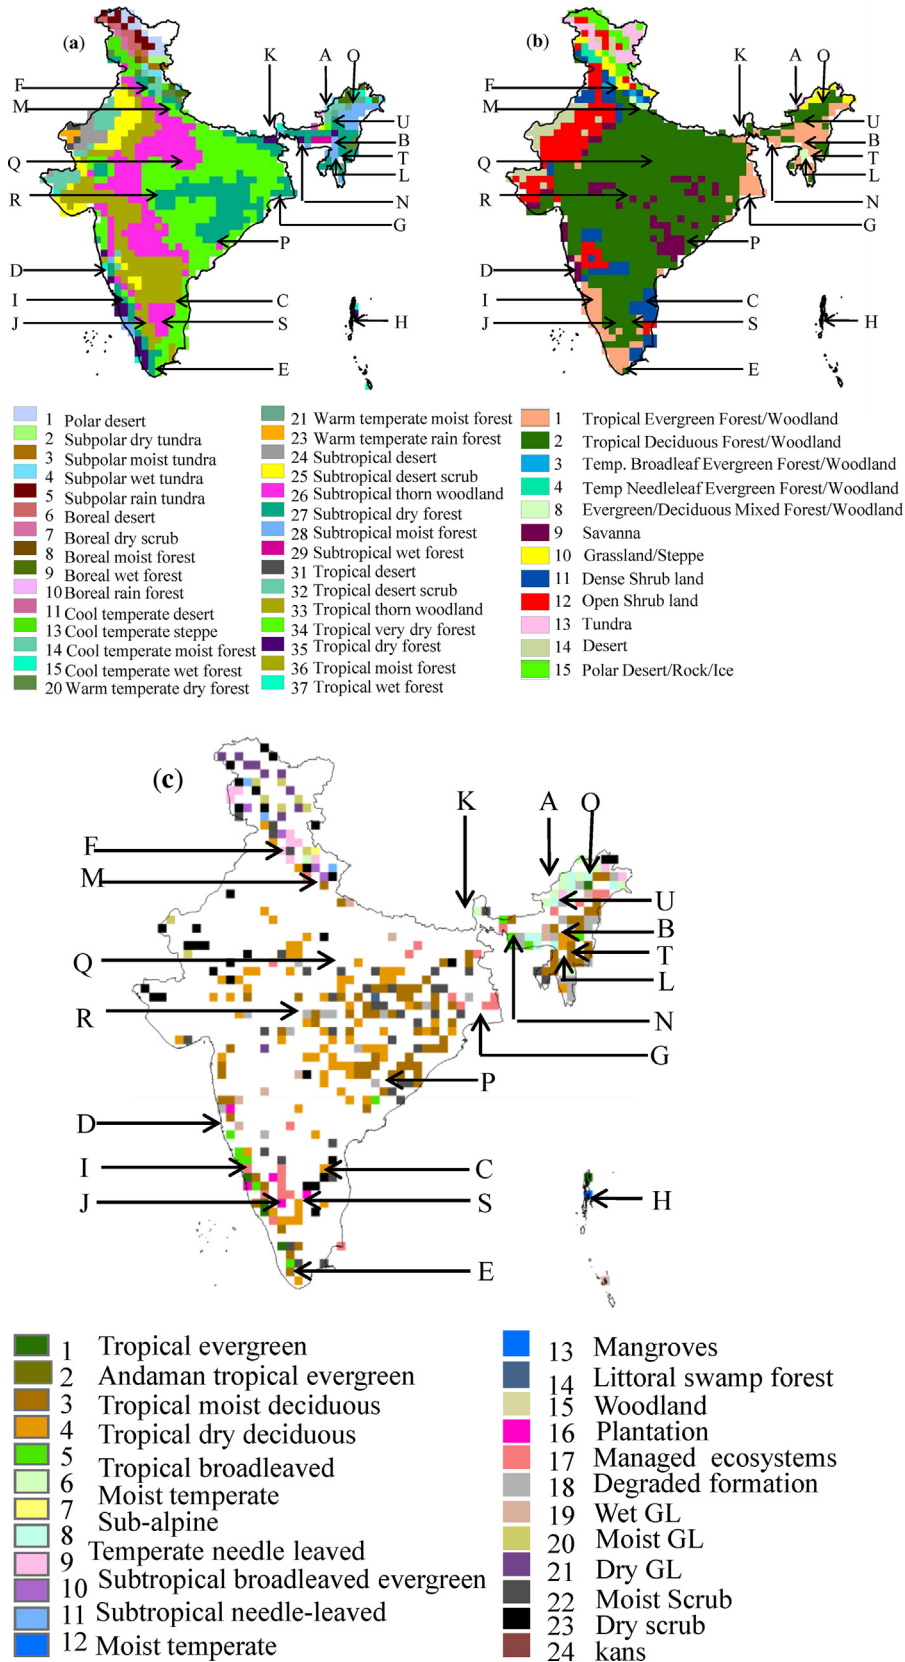 (a)
K
A
O
F
M
U
B
Q
T
L
R
N
G
P
D
I
C
J
S
H
E
(b)
K
A
O
F
M
U
B
Q
T
L
R
N
G
P
D
I
C
J
S
H
E
1 Polar desert
2 Subpolar dry tundra
3 Subpolar moist tundra
4 Subpolar wet tundra
5 Subpolar rain tundra
6 Boreal desert
7 Boreal dry scrub
8 Boreal moist forest
9 Boreal wet forest
10 Boreal rain forest
11 Cool temperate desert
13 Cool temperate steppe
14 Cool temperate moist forest
15 Cool temperate wet forest
20 Warm temperate dry forest
21 Warm temperate moist forest
23 Warm temperate rain forest
24 Subtropical desert
25 Subtropical desert scrub
26 Subtropical thorn woodland
27 Subtropical dry forest
28 Subtropical moist forest
29 Subtropical wet forest
31 Tropical desert
32 Tropical desert scrub
33 Tropical thorn woodland
34 Tropical very dry forest
35 Tropical dry forest
36 Tropical moist forest
37 Tropical wet forest
1 Tropical Evergreen Forest/Woodland
2 Tropical Deciduous Forest/Woodland
3 Temp. Broadleaf Evergreen Forest/Woodland
4 Temp Needleleaf Evergreen Forest/Woodland
8 Evergreen/Deciduous Mixed Forest/Woodland
9 Savanna
10 Grassland/Steppe
11 Dense Shrub land
12 Open Shrub land
13 Tundra
14 Desert
15 Polar Desert/Rock/Ice
(c)
K
A
O
F
M
U
B
Q
T
L
R
N
G
P
D
I
C
J
S
H
E
1 Tropical evergreen
2 Andaman tropical evergreen
3 Tropical moist deciduous
4 Tropical dry deciduous
5 Tropical broadleaved
6 Moist temperate
7 Sub-alpine
8 Temperate needle leaved
9 Subtropical broadleaved evergreen
10
11 Subtropical needle-leaved
12 Moist temperate
13 Mangroves
14 Littoral swamp forest
15 Woodland
16 Plantation
17 Managed ecosystems
18 Degraded formation
19 Wet GL
20 Moist GL
21 Dry GL
22 Moist Scrub
23 Dry scrub
24 kans